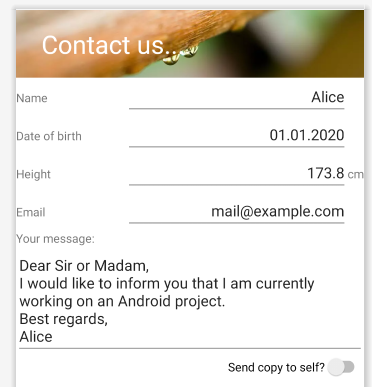 Contact us...
Name Alice
Date of birth 01.01.2020
Height 173.8 cm
Email mail@example.com
Your message:
Dear Sir or Madam,
I would like to inform you that I am currently
working on an Android project.
Best regards,
Alice
Send copy to self?